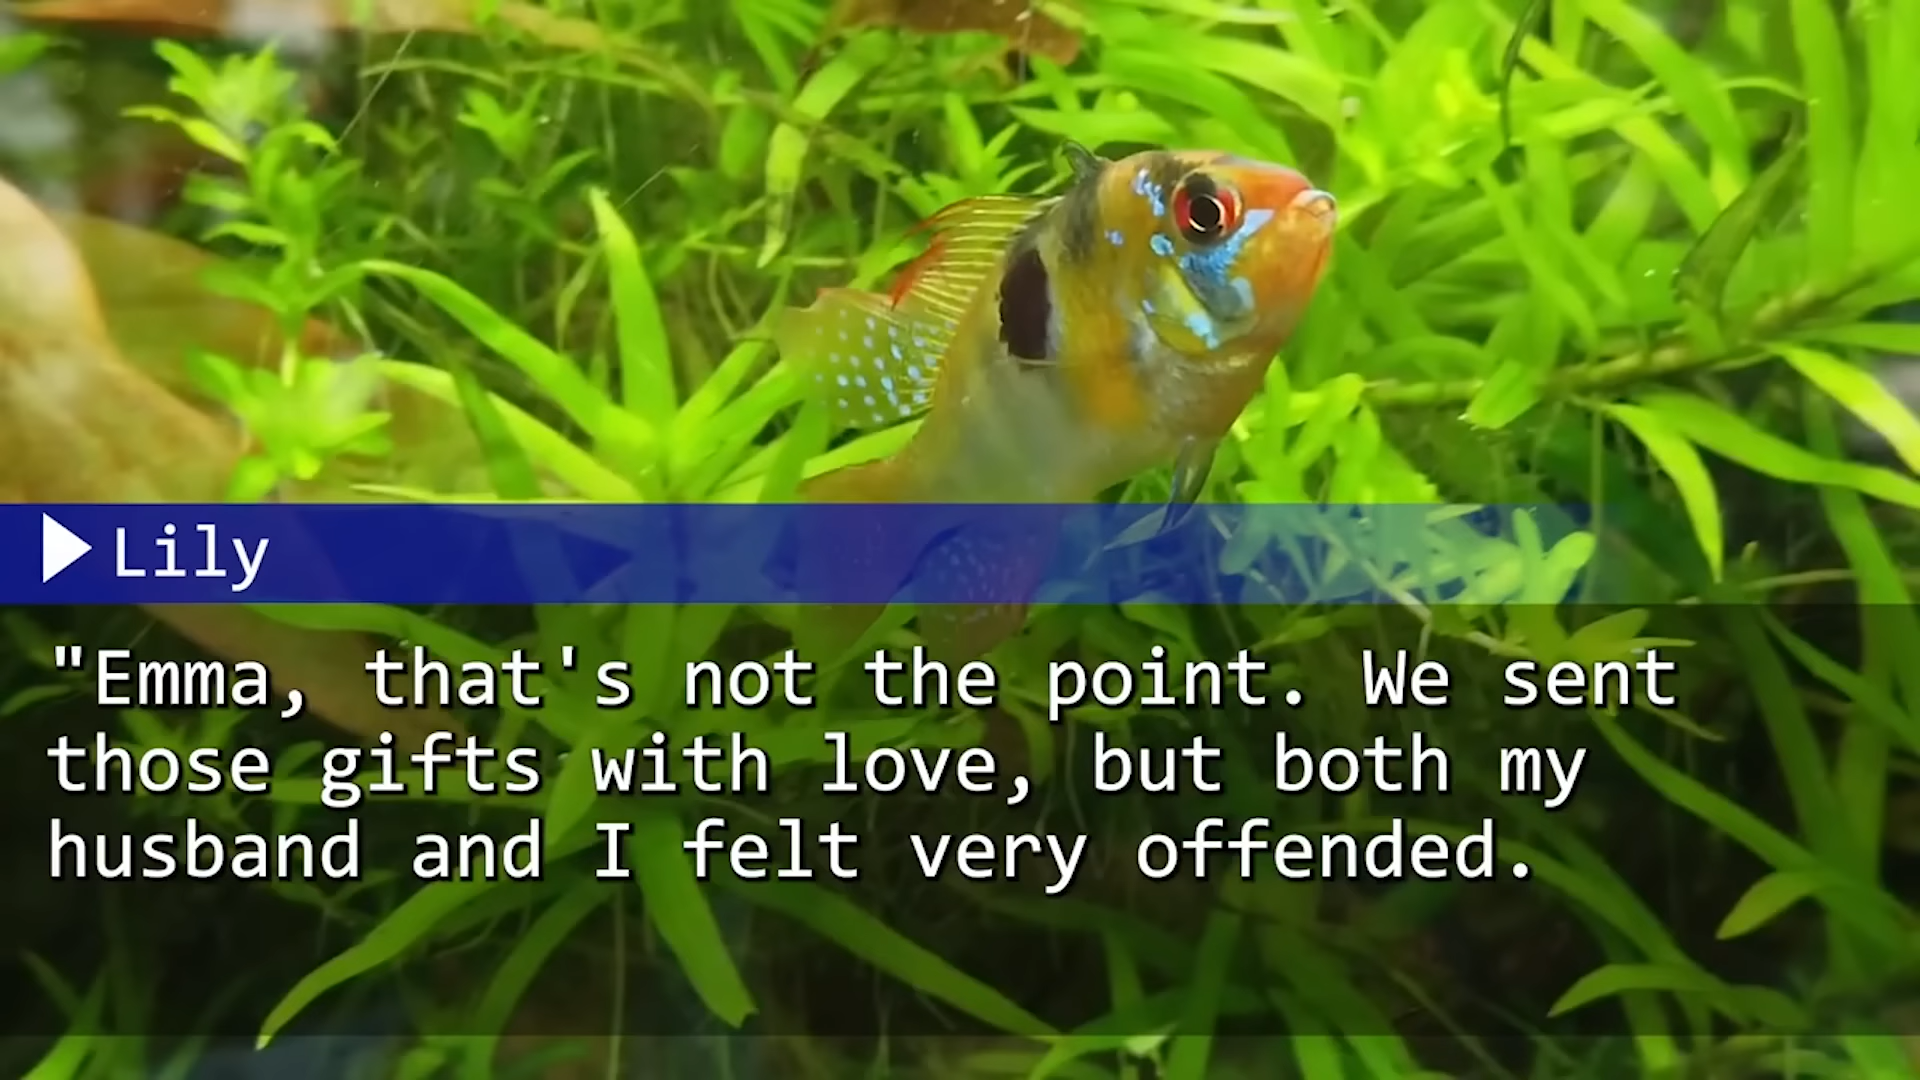 Lily
"Emma, that's not the point. We sent
those gifts with love, but both my
husband and I felt very offended.